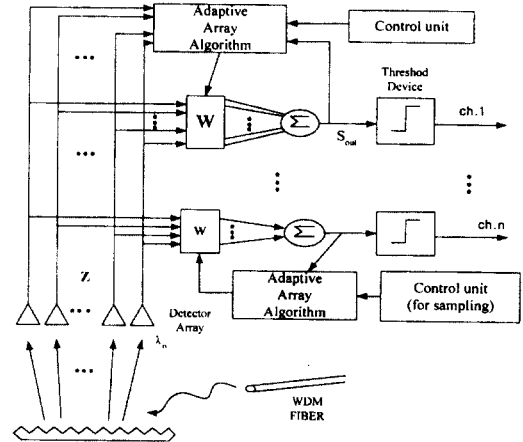 Adaptive
Array
Algorithm
Control unit
Threshod
Device
W
Σ
S_out
ch.1
w
Σ
ch.n
Z
Detector
Array
λ_n
Adaptive
Array
Algorithm
Control unit
(for sampling)
WDM
FIBER